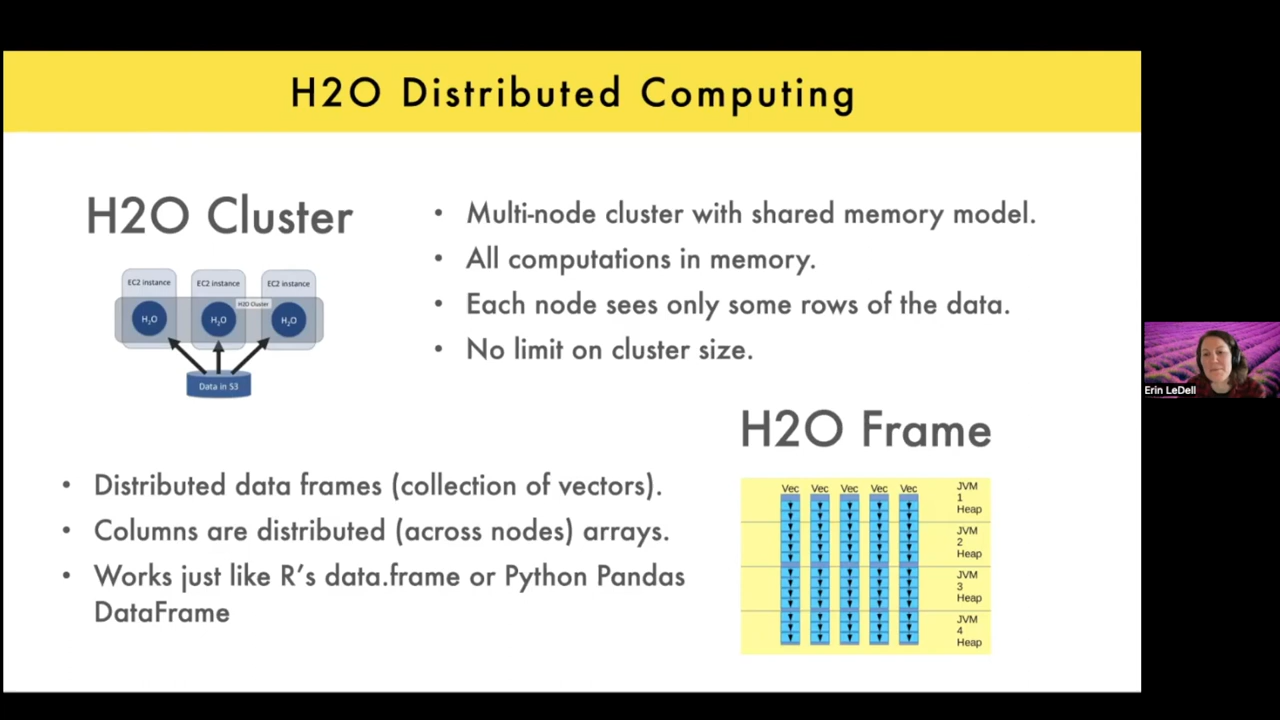 H2O Distributed Computing
H2O Cluster
EC2 instance
EC2 instance
EC2 instance
H2O Cluster
H₂O
H₂O
H₂O
Data in S3
• Multi-node cluster with shared memory model.
• All computations in memory.
• Each node sees only some rows of the data.
• No limit on cluster size.
Erin LeDell
H2O Frame
• Distributed data frames (collection of vectors).
• Columns are distributed (across nodes) arrays.
• Works just like R’s data.frame or Python Pandas
DataFrame
Vec Vec Vec Vec Vec
JVM
1
Heap
JVM
2
Heap
JVM
3
Heap
JVM
4
Heap